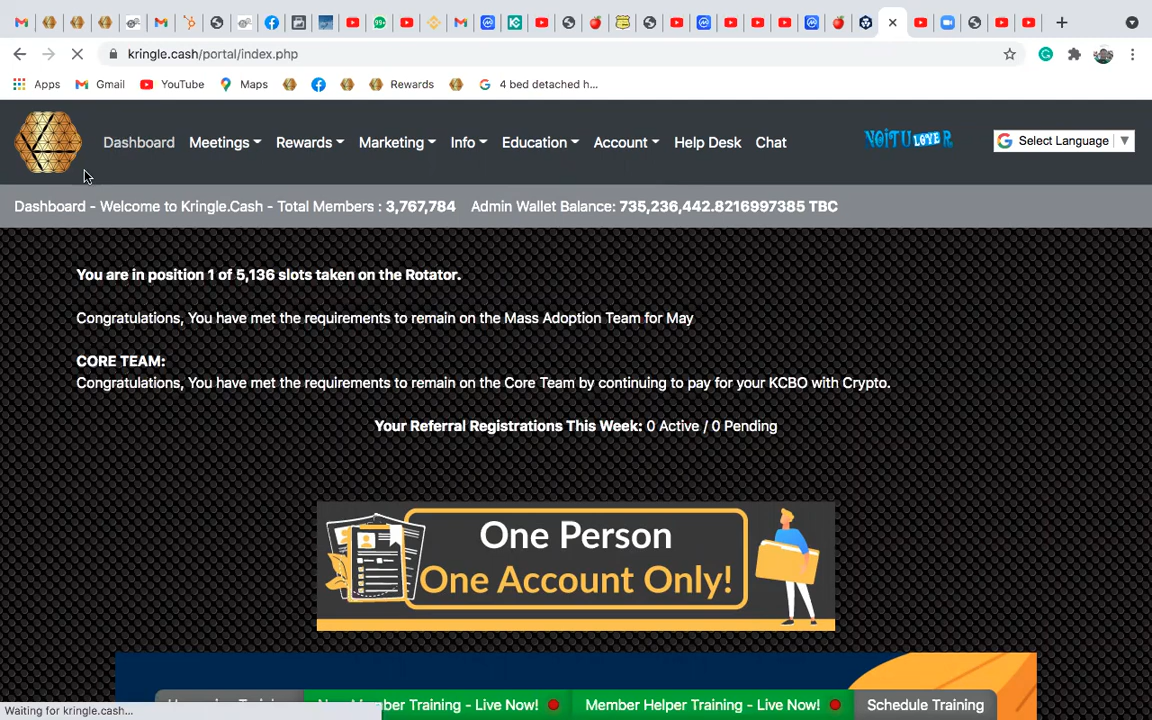 kringle.cash/portal/index.php
Apps Gmail YouTube Maps Rewards 4 bed detached h...
Dashboard Meetings Rewards Marketing Info Education Account Help Desk Chat Select Language
Dashboard - Welcome to Kringle.Cash - Total Members : 3,767,784 Admin Wallet Balance: 735,236,442.8216997385 TBC
You are in position 1 of 5,136 slots taken on the Rotator.
Congratulations, You have met the requirements to remain on the Mass Adoption Team for May
CORE TEAM:
Congratulations, You have met the requirements to remain on the Core Team by continuing to pay for your KCBO with Crypto.
Your Referral Registrations This Week: 0 Active / 0 Pending
One Person
One Account Only!
Member Training - Live Now! Member Helper Training - Live Now! Schedule Training
Waiting for kringle.cash...